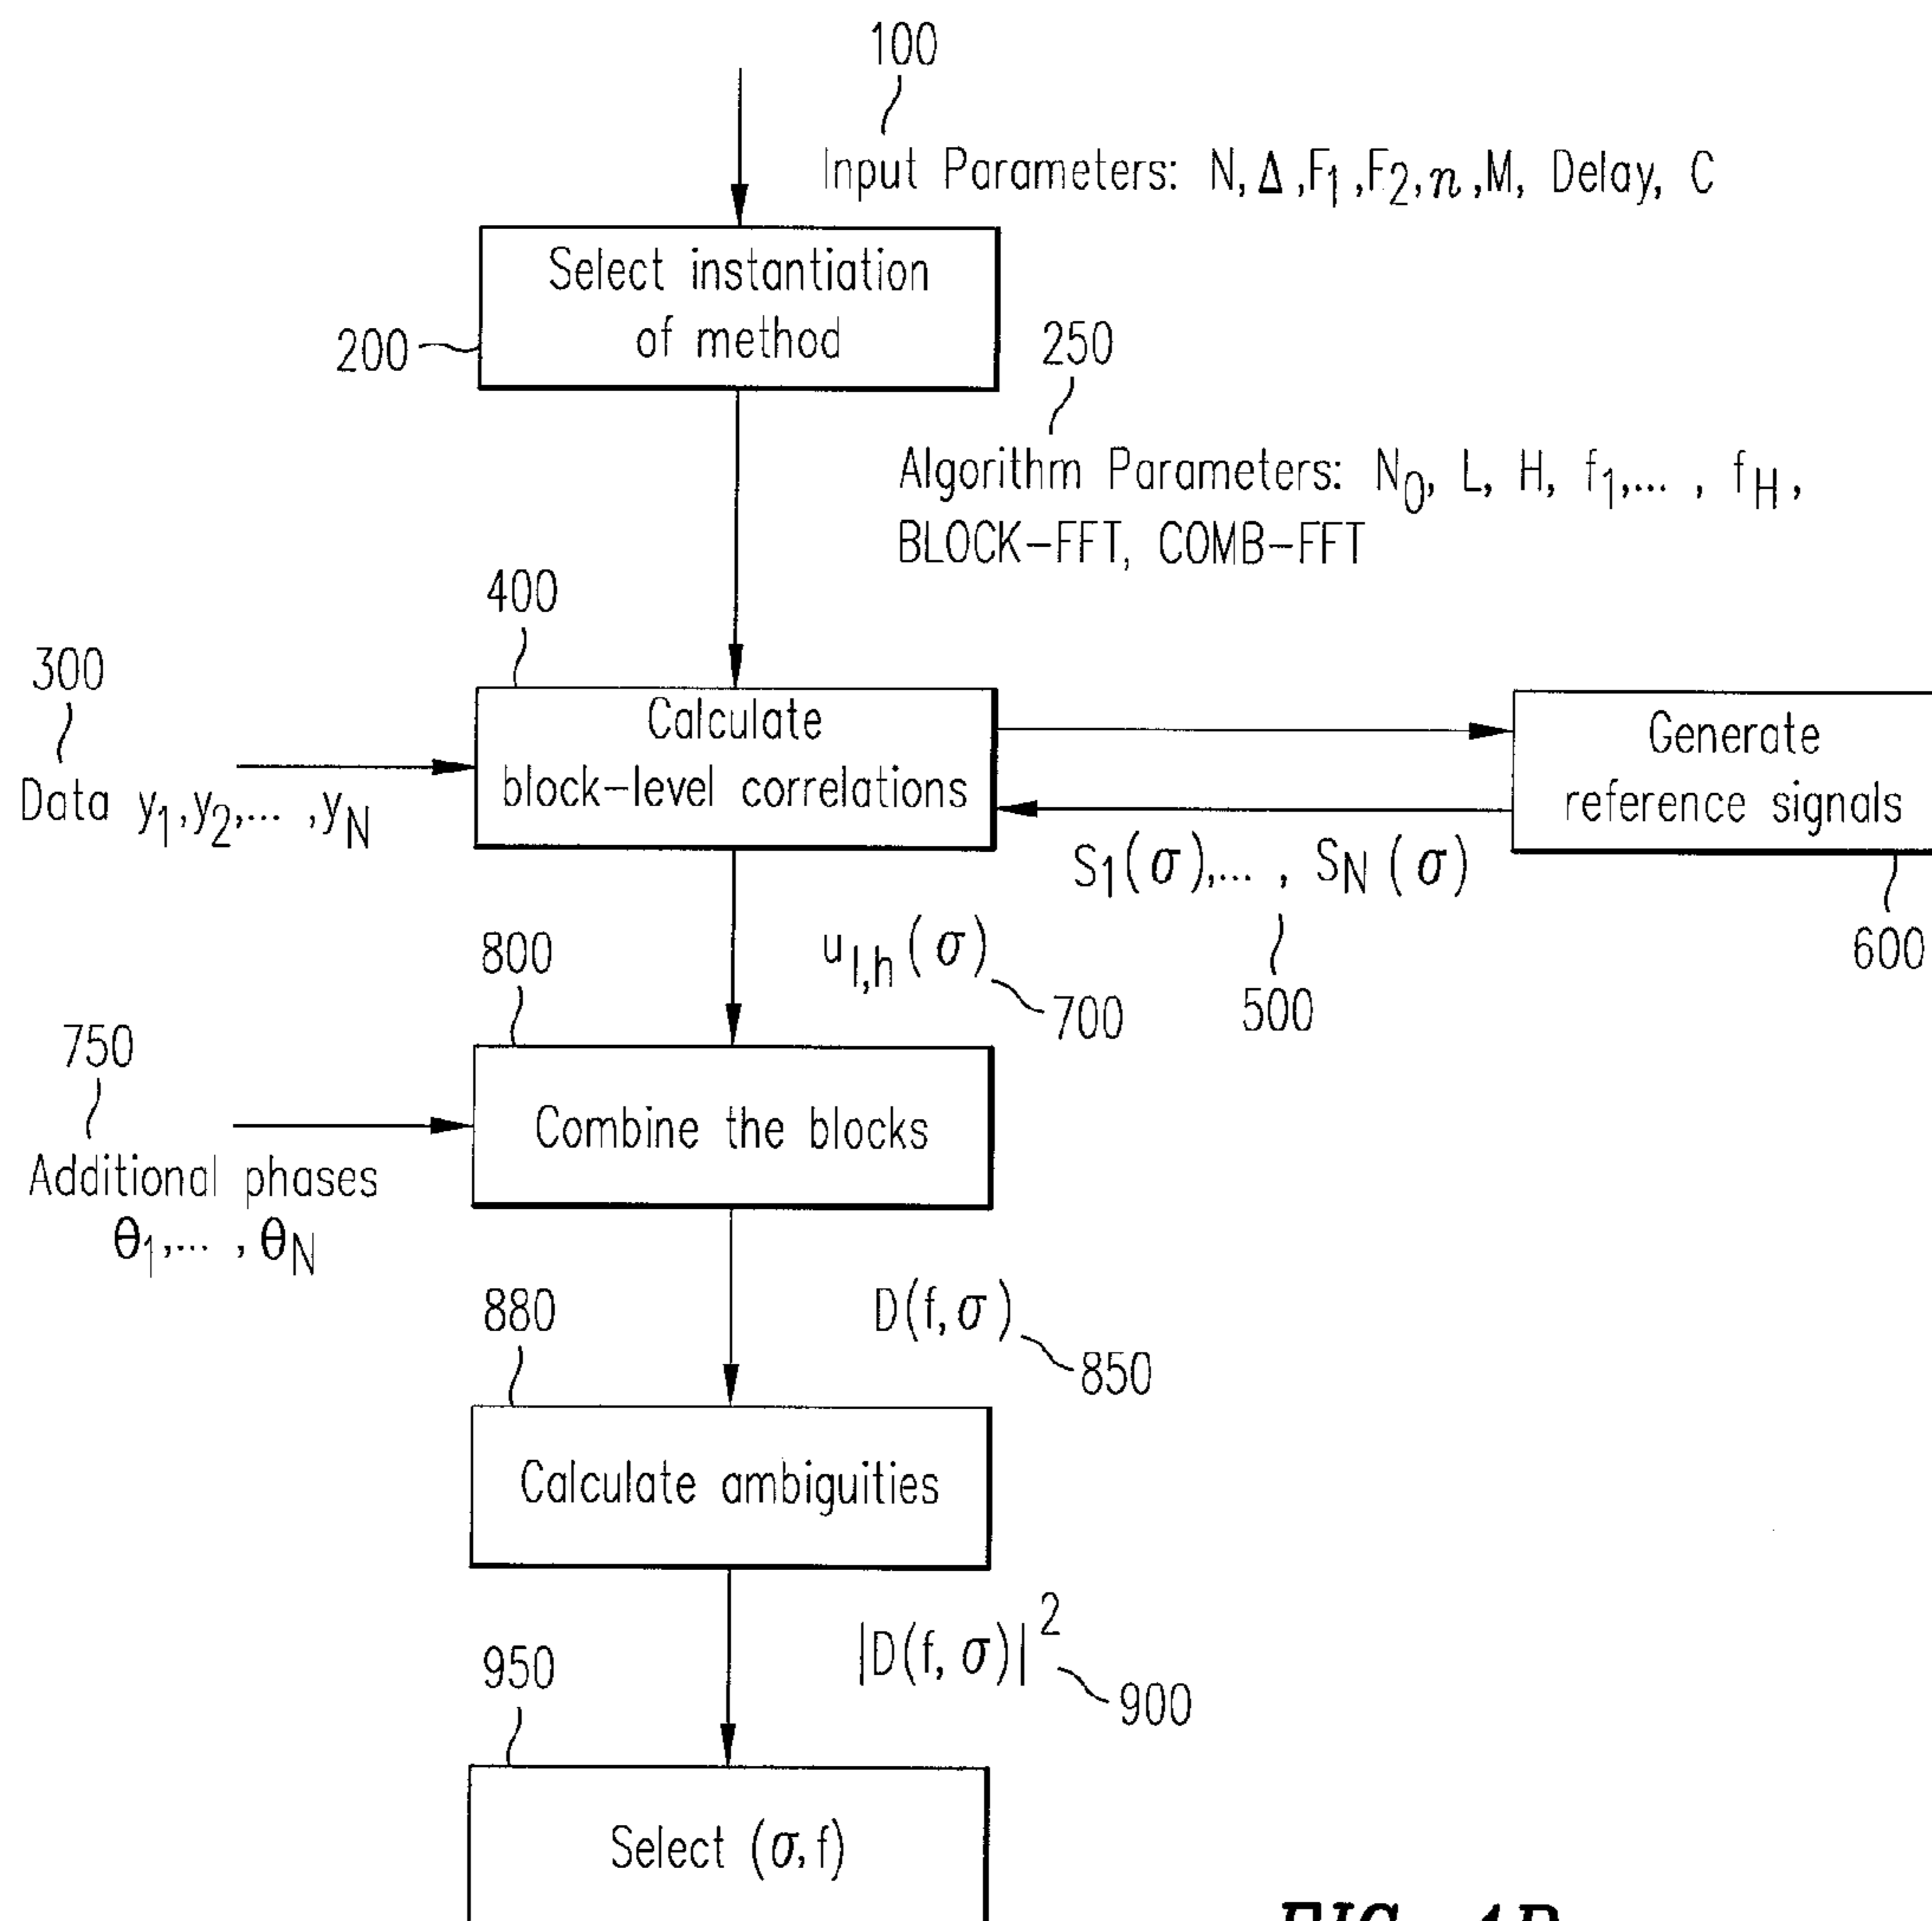 100
Input Parameters: N, Δ, F1, F2, n, M, Delay, C
Select instantiation
of method
200
250
Algorithm Parameters: N0, L, H, f1,... , fH,
BLOCK-FFT, COMB-FFT
400
300
Data y1,y2,... ,yN
Calculate
block-level correlations
Generate
reference signals
S1(σ),... , SN(σ)
500
600
ul,h(σ)
700
800
750
Additional phases
θ1,... , θN
Combine the blocks
D(f,σ)
850
880
Calculate ambiguities
|D(f, σ)|2
900
950
Select (σ,f)